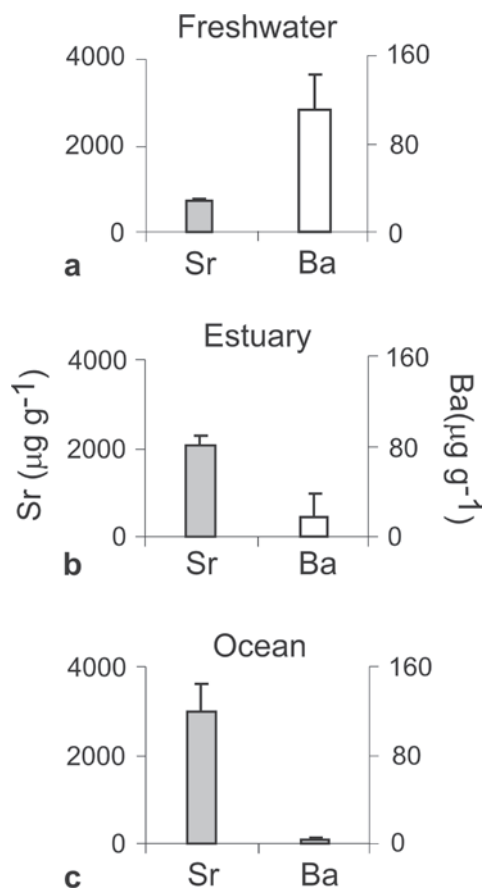 Freshwater
4000
2000
0
160
80
0
Sr
Ba
a
Estuary
4000
2000
0
160
80
0
Sr
Ba
b
Sr (µg g-1)
Ba(µg g-1)
Ocean
4000
2000
0
160
80
0
Sr
Ba
c